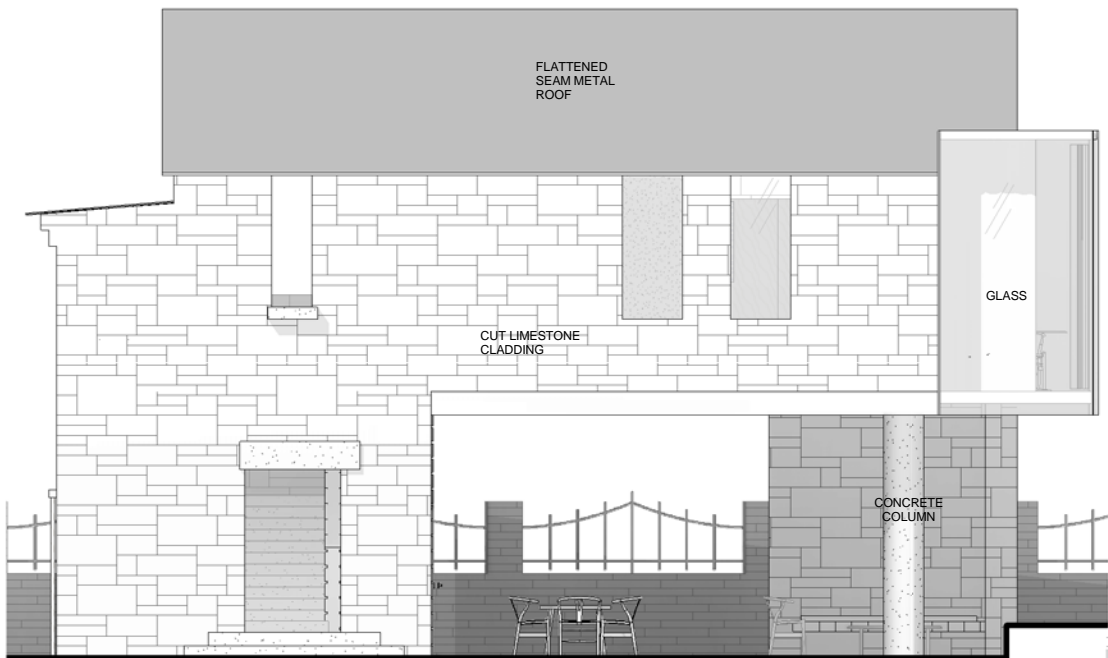 FLATTENED
SEAM METAL
ROOF
GLASS
CUT LIMESTONE
CLADDING
CONCRETE
COLUMN